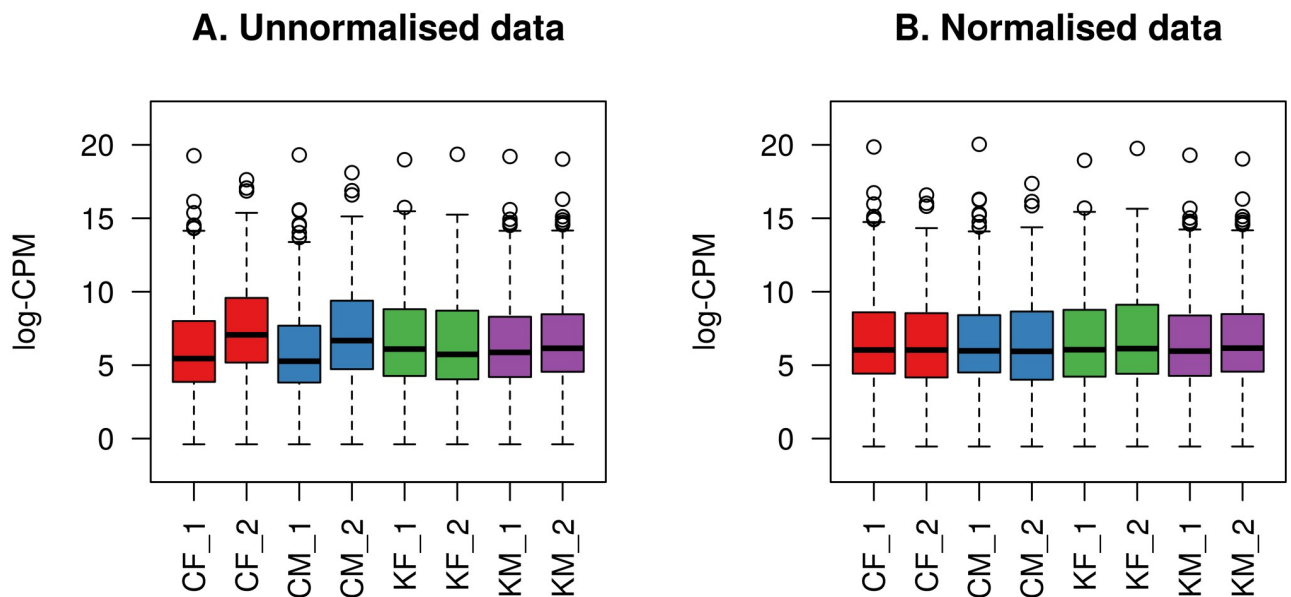 A. Unnormalised data
log-CPM
20
15
10
5
0
CF_1
CF_2
CM_1
CM_2
KF_1
KF_2
KM_1
KM_2
B. Normalised data
log-CPM
20
15
10
5
0
CF_1
CF_2
CM_1
CM_2
KF_1
KF_2
KM_1
KM_2